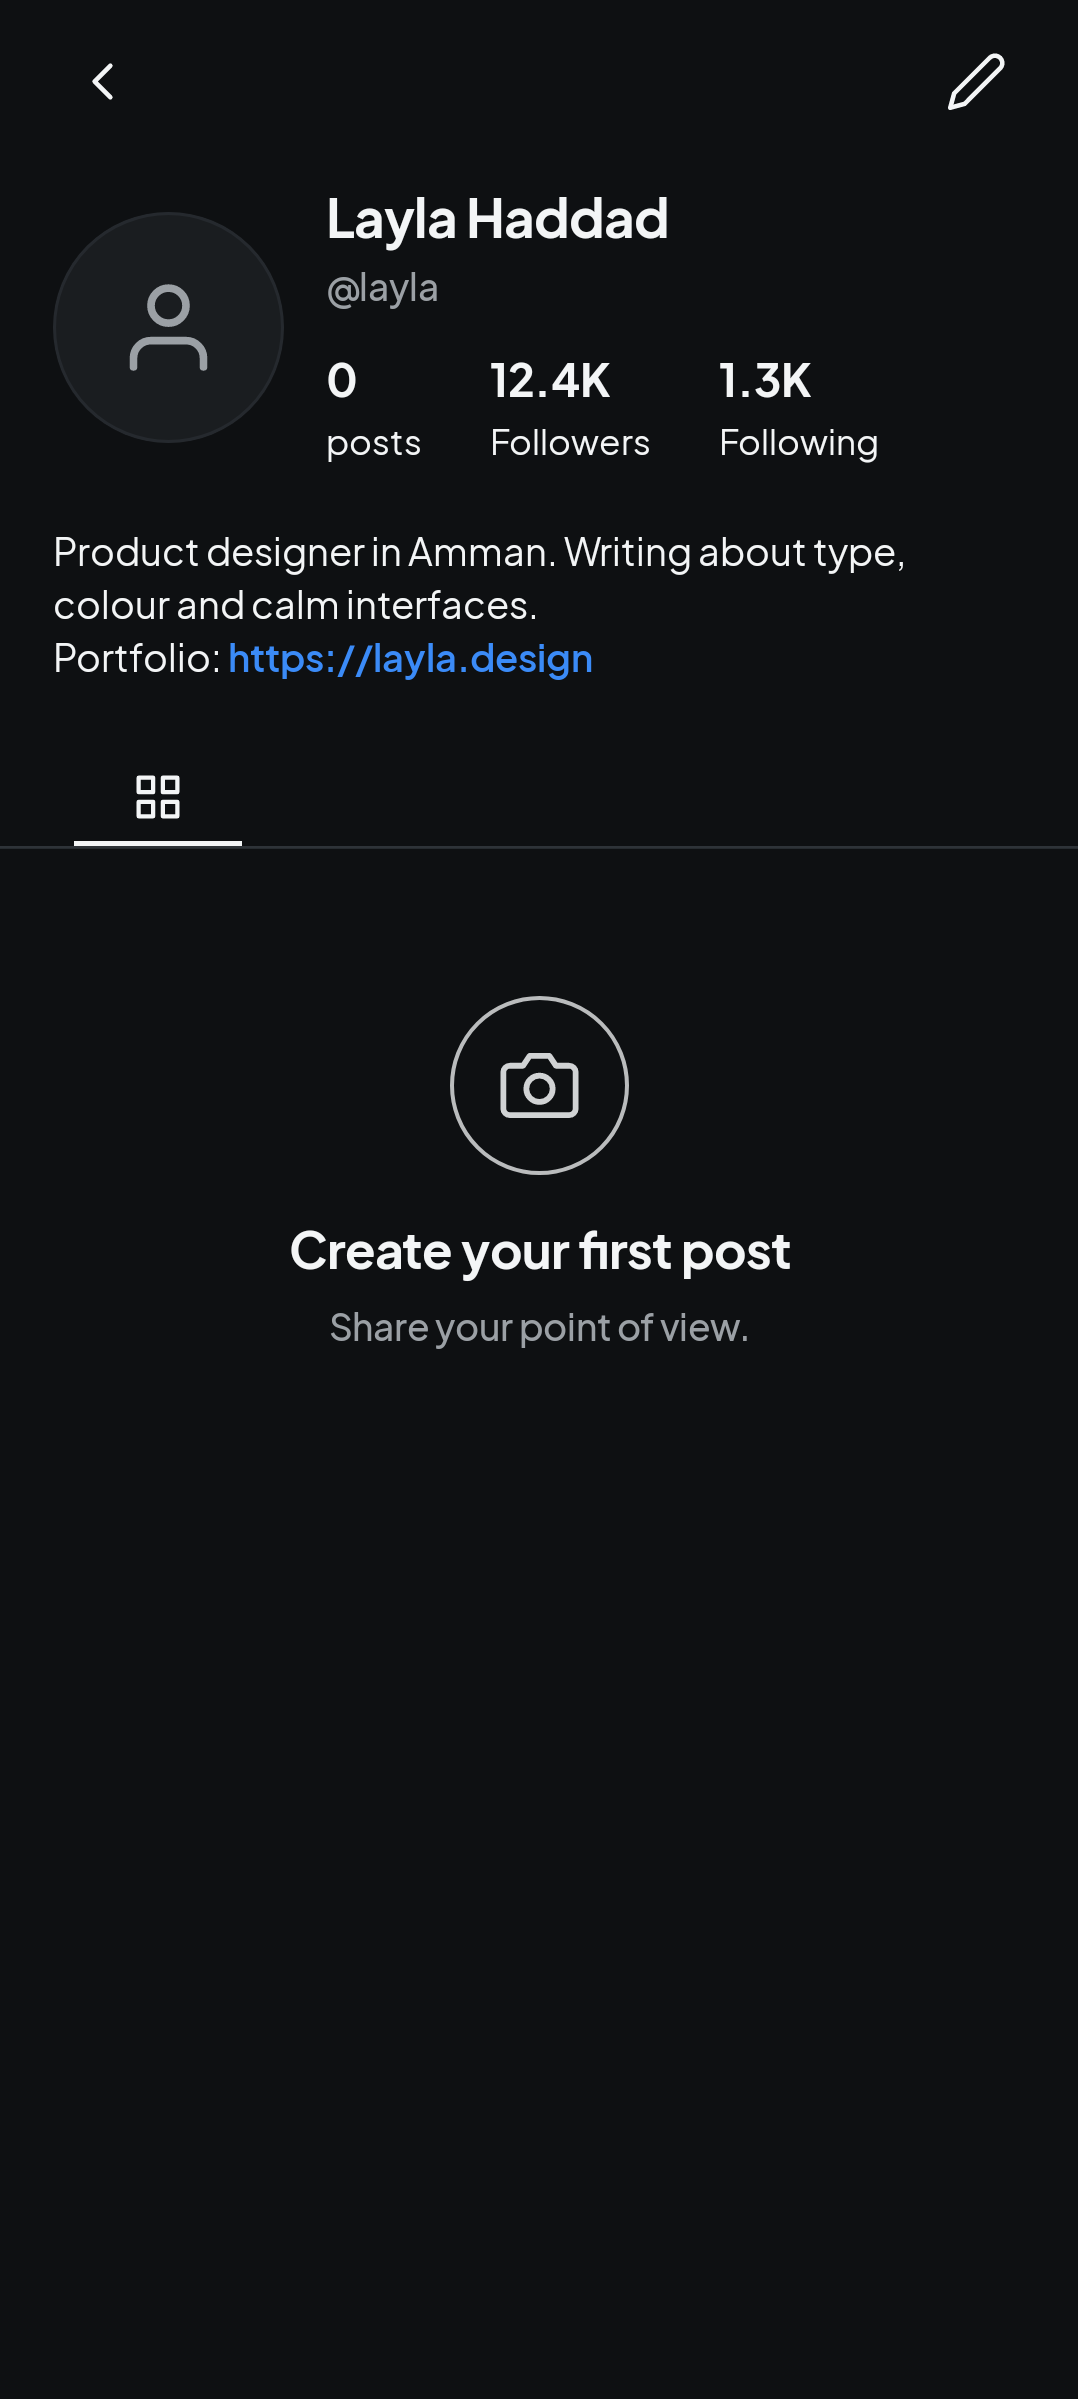 Layla Haddad
@layla
0 12.4K 1.3K
posts Followers Following
Product designer in Amman. Writing about type,
colour and calm interfaces.
Portfolio: https://layla.design
Create your first post
Share your point of view.